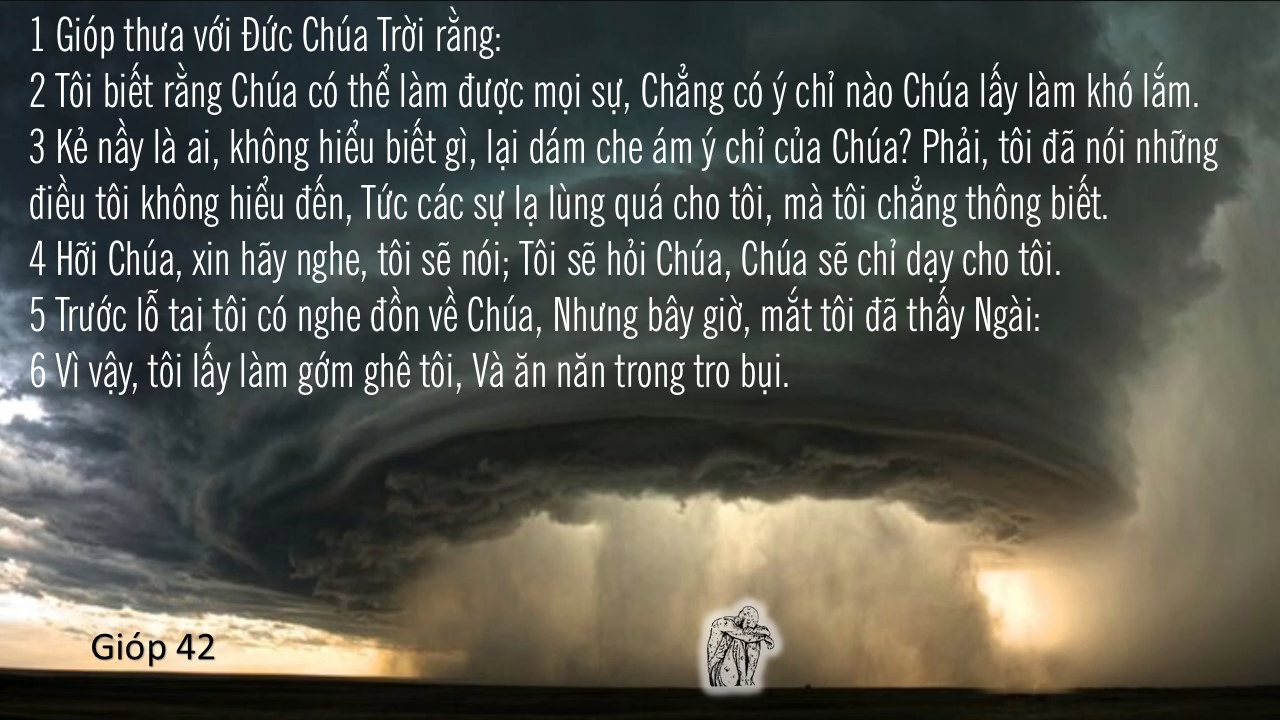 1 Gióp thưa với Đức Chúa Trời rằng:
2 Tôi biết rằng Chúa có thể làm được mọi sự, Chẳng có ý chỉ nào Chúa lấy làm khó lắm.
3 Kẻ nầy là ai, không hiểu biết gì, lại dám che ám ý chỉ của Chúa? Phải, tôi đã nói những
điều tôi không hiểu đến, Tức các sự lạ lùng quá cho tôi, mà tôi chẳng thông biết.
4 Hỡi Chúa, xin hãy nghe, tôi sẽ nói; Tôi sẽ hỏi Chúa, Chúa sẽ chỉ dạy cho tôi.
5 Trước lỗ tai tôi có nghe đồn về Chúa, Nhưng bây giờ, mắt tôi đã thấy Ngài:
6 Vì vậy, tôi lấy làm gớm ghê tôi, Và ăn năn trong tro bụi.
Gióp 42